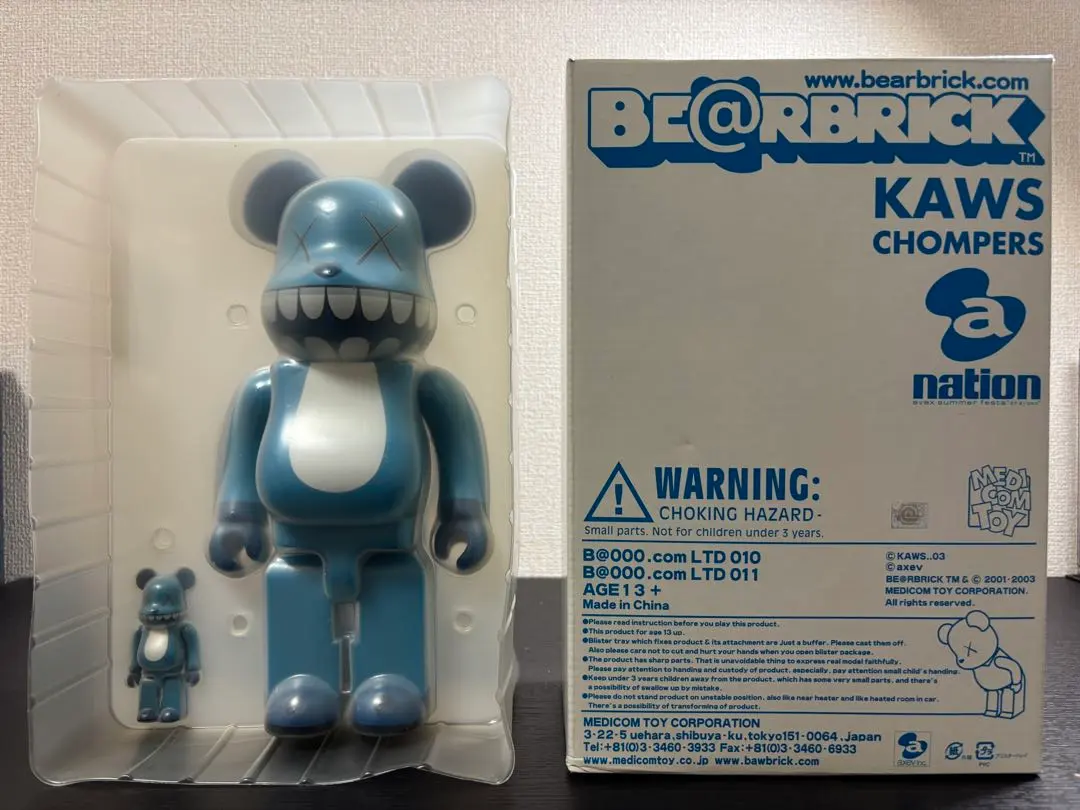 www.bearbrick.com
BE@RBRICK TM
KAWS
CHOMPERS
a
nation
avex summer festa
WARNING:
CHOKING HAZARD-
Small parts. Not for children under 3 years.
MEDI
COM
TOY
B@000.com LTD 010
B@000.com LTD 011
AGE13+
Made in China
© KAWS..03
© axev
BE@RBRICK TM & © 2001-2003
MEDICOM TOY CORPORATION.
All rights reserved.
●Please read instruction before you play this product.
●This product for age 13 up.
●Blister tray which fixes product & its attachment are Just a buffer. Please cast them off.
Also please care not to cut and hurt your hands when you open blister package.
●The product has sharp parts. That is unavoidable thing to express real model faithfully.
Please pay attention to handing and custody of product. especially, pay attention small child's handing.
●Keep under 3 years children away from the product, which has some very small parts, and there's
a possibility of swallow up by mistake.
●Please do not stand product on unstable position, also like near heater and like heated room in car.
There's a possibility of transforming of product.
MEDICOM TOY CORPORATION
3-22-5 uehara,shibuya-ku,tokyo151-0064,Japan
Tel:+81(0)3-3460-3933 Fax:+81(0)3-3460-6933
www.medicomtoy.co.jp www.bawbrick.com
a
axev inc.
紙
プラ
PVC